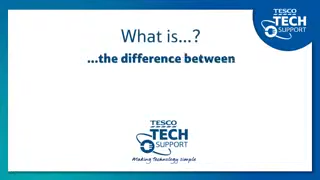 TESCO
TECH
SUPPORT
What is...?
...the difference between
TESCO
TECH
SUPPORT
Making Technology simple